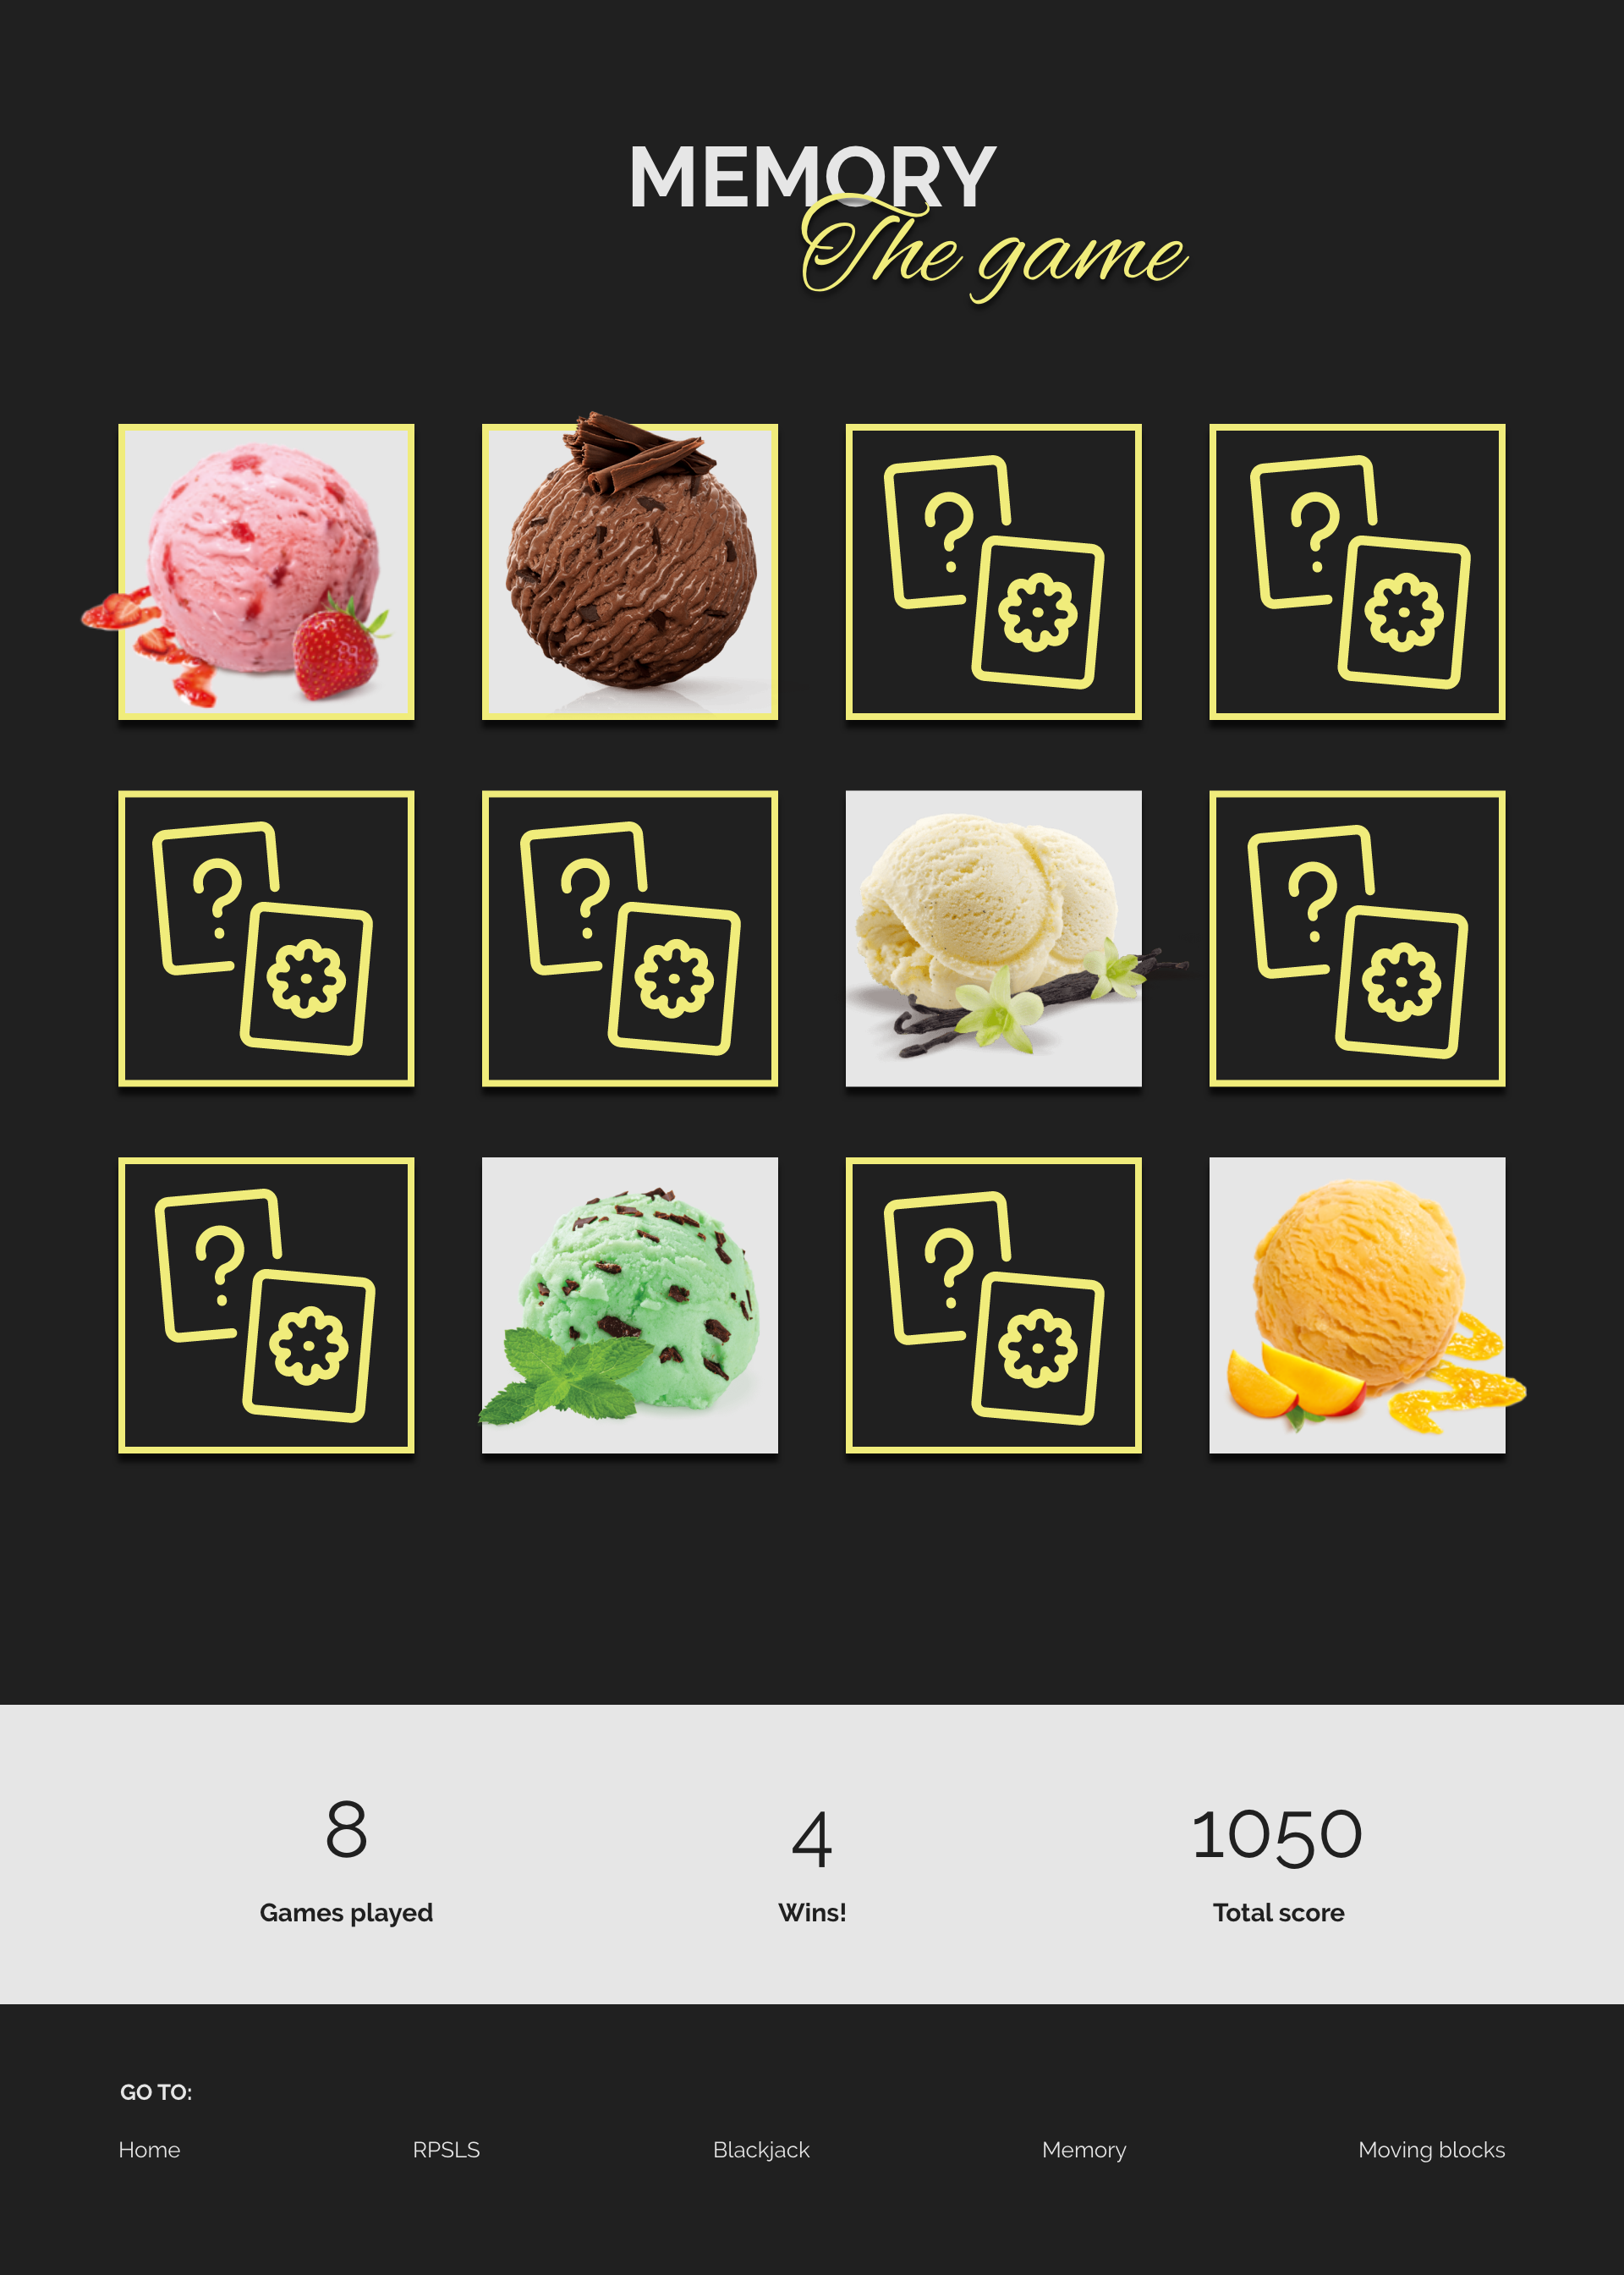 MEMORY
The game
?
?
?
?
?
?
?
8 4 1050
Games played Wins! Total score
GO TO:
Home RPSLS Blackjack Memory Moving blocks